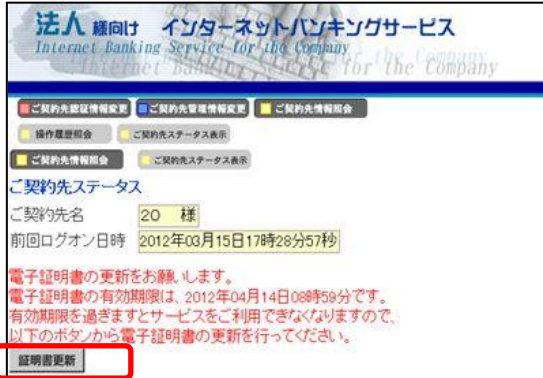 法人 様向け インターネットバンキングサービス
Internet Banking Service for the Company
ご契約先認証情報変更 ご契約先管理情報変更 ご契約先情報照会
操作履歴照会 ご契約先ステータス表示
ご契約先情報照会 ご契約先ステータス表示
ご契約先ステータス
ご契約先名 20 様
前回ログオン日時 2012年03月15日17時28分57秒
電子証明書の更新をお願いします。
電子証明書の有効期限は、2012年04月14日08時59分です。
有効期限を過ぎますとサービスをご利用できなくなりますので、
以下のボタンから電子証明書の更新を行ってください。
証明書更新